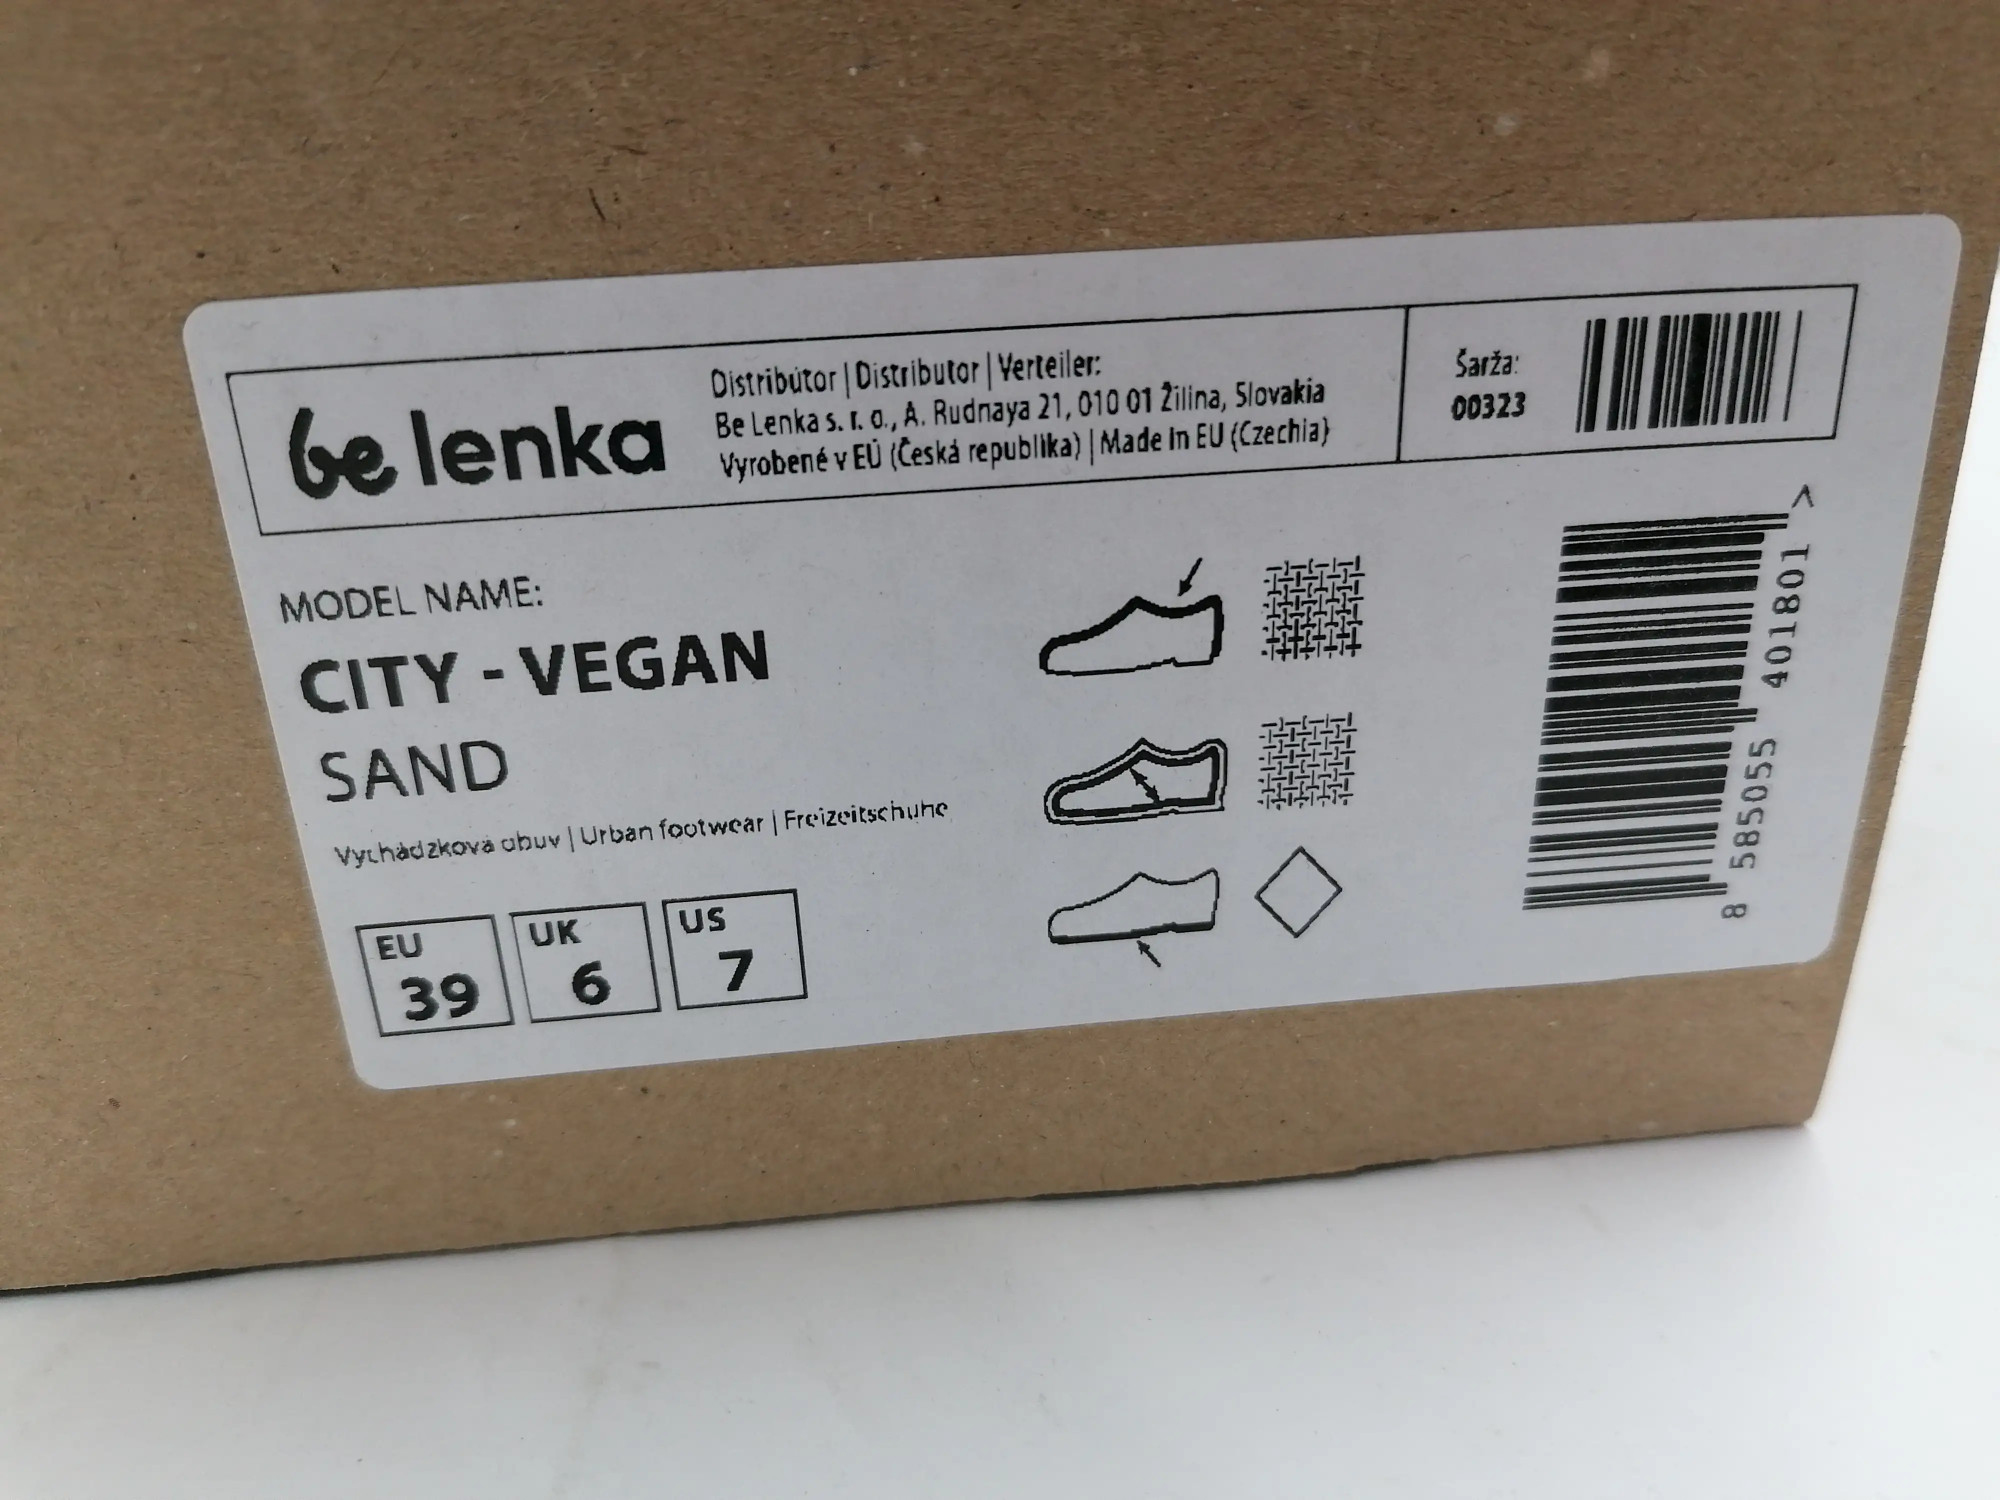 be lenka
Distribútor | Distributor | Verteiler:
Be Lenka s. r. o., A. Rudnaya 21, 010 01 Žilina, Slovakia
Vyrobené v EÚ (Česká republika) | Made in EU (Czechia)
Šarža:
00323
MODEL NAME:
CITY - VEGAN
SAND
Vychádzková obuv | Urban footwear | Freizeitschuhe
EU
39
UK
6
US
7
8 585055 401801 >